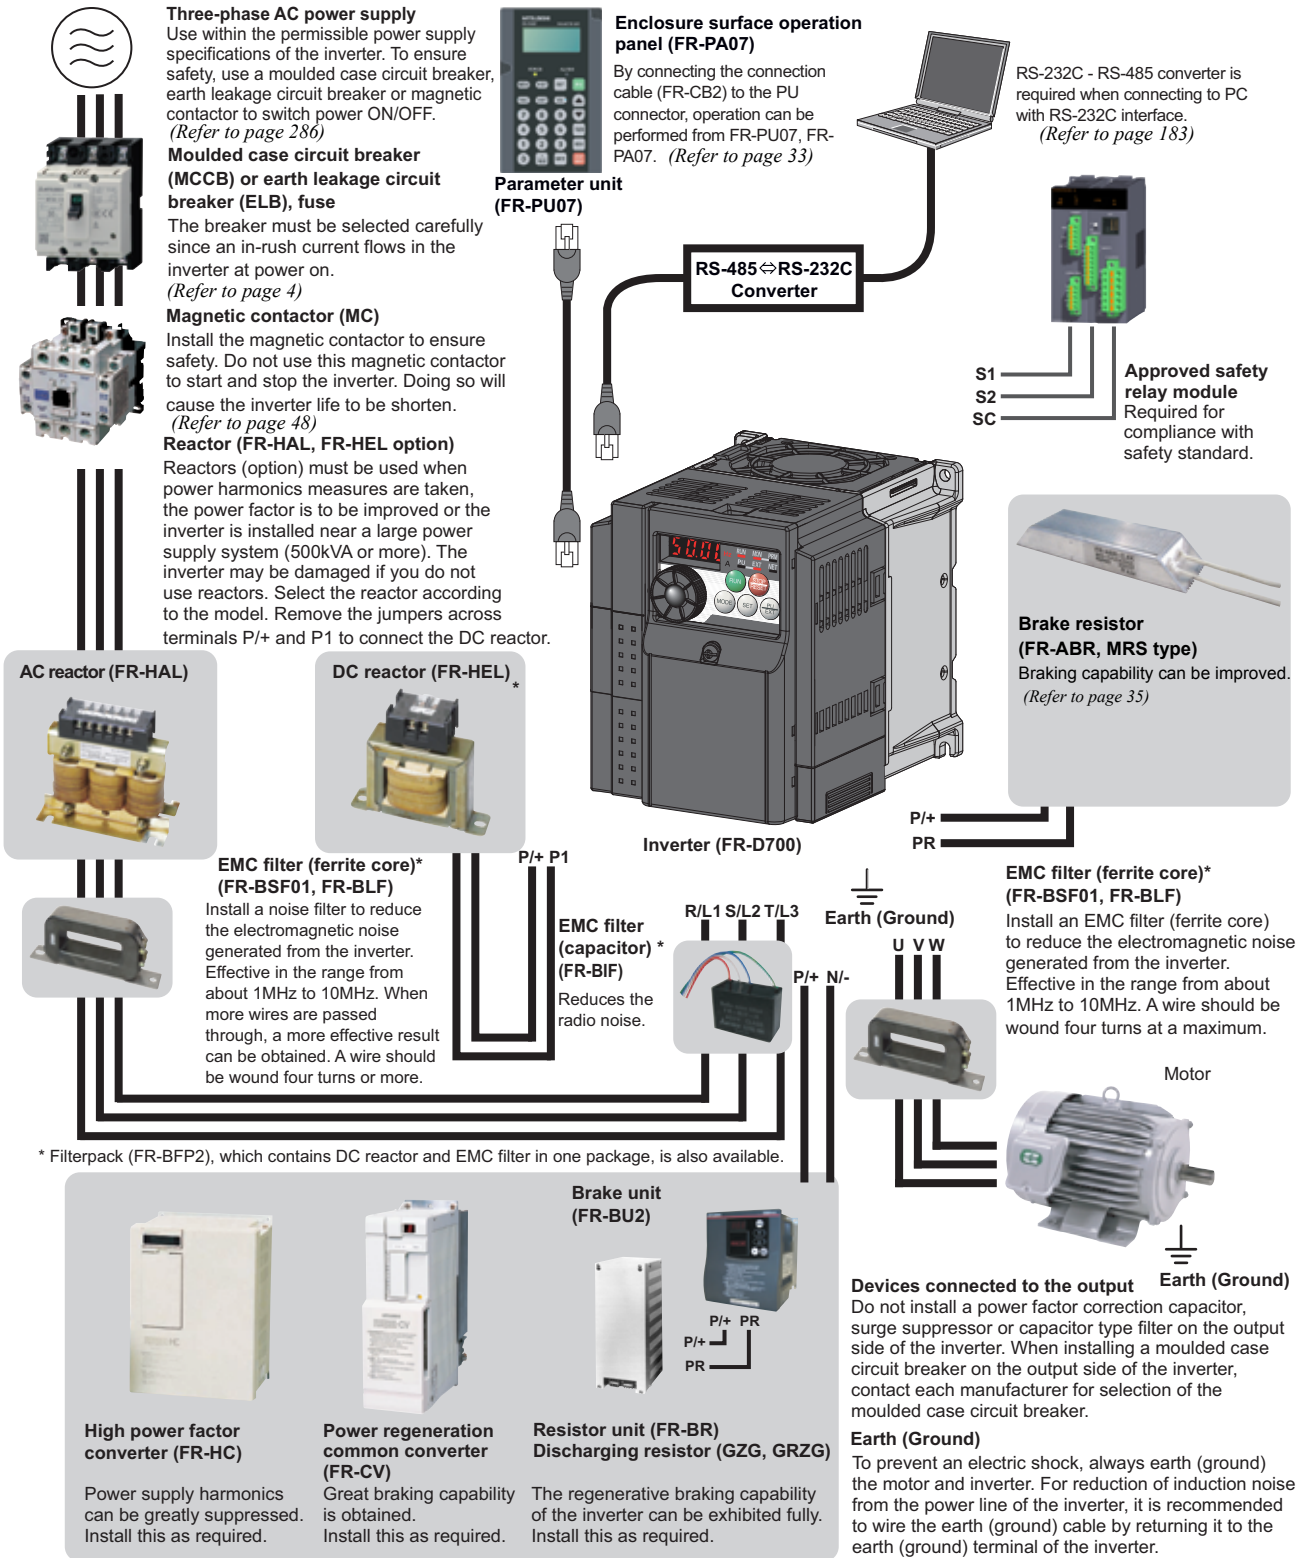 Three-phase AC power supply
Use within the permissible power supply
specifications of the inverter. To ensure
safety, use a moulded case circuit breaker,
earth leakage circuit breaker or magnetic
contactor to switch power ON/OFF.
(Refer to page 286)
Moulded case circuit breaker
(MCCB) or earth leakage circuit
breaker (ELB), fuse
The breaker must be selected carefully
since an in-rush current flows in the
inverter at power on.
(Refer to page 4)
Magnetic contactor (MC)
Install the magnetic contactor to ensure
safety. Do not use this magnetic contactor
to start and stop the inverter. Doing so will
cause the inverter life to be shorten.
(Refer to page 48)
Reactor (FR-HAL, FR-HEL option)
Reactors (option) must be used when
power harmonics measures are taken,
the power factor is to be improved or the
inverter is installed near a large power
supply system (500kVA or more). The
inverter may be damaged if you do not
use reactors. Select the reactor according
to the model. Remove the jumpers across
terminals P/+ and P1 to connect the DC reactor.
Enclosure surface operation
panel (FR-PA07)
By connecting the connection
cable (FR-CB2) to the PU
connector, operation can be
performed from FR-PU07, FR-
PA07. (Refer to page 33)
Parameter unit
(FR-PU07)
RS-232C - RS-485 converter is
required when connecting to PC
with RS-232C interface.
(Refer to page 183)
RS-485⇔RS-232C
Converter
S1
S2
SC
Approved safety
relay module
Required for
compliance with
safety standard.
50.01
RUN MON PRM
A PU EXT NET
RUN
STOP
RESET
MODE SET PU
EXT
Inverter (FR-D700)
Brake resistor
(FR-ABR, MRS type)
Braking capability can be improved.
(Refer to page 35)
P/+
PR
AC reactor (FR-HAL)
DC reactor (FR-HEL)
*
EMC filter (ferrite core)*
(FR-BSF01, FR-BLF)
Install a noise filter to reduce
the electromagnetic noise
generated from the inverter.
Effective in the range from
about 1MHz to 10MHz. When
more wires are passed
through, a more effective result
can be obtained. A wire should
be wound four turns or more.
P/+ P1
EMC filter
(capacitor) *
(FR-BIF)
Reduces the
radio noise.
R/L1 S/L2 T/L3
P/+ N/-
Earth (Ground)
U V W
EMC filter (ferrite core)*
(FR-BSF01, FR-BLF)
Install an EMC filter (ferrite core)
to reduce the electromagnetic noise
generated from the inverter.
Effective in the range from about
1MHz to 10MHz. A wire should be
wound four turns at a maximum.
Motor
Earth (Ground)
* Filterpack (FR-BFP2), which contains DC reactor and EMC filter in one package, is also available.
Brake unit
(FR-BU2)
P/+ PR
P/+
PR
High power factor
converter (FR-HC)
Power supply harmonics
can be greatly suppressed.
Install this as required.
Power regeneration
common converter
(FR-CV)
Great braking capability
is obtained.
Install this as required.
Resistor unit (FR-BR)
Discharging resistor (GZG, GRZG)
The regenerative braking capability
of the inverter can be exhibited fully.
Install this as required.
Devices connected to the output
Do not install a power factor correction capacitor,
surge suppressor or capacitor type filter on the output
side of the inverter. When installing a moulded case
circuit breaker on the output side of the inverter,
contact each manufacturer for selection of the
moulded case circuit breaker.
Earth (Ground)
To prevent an electric shock, always earth (ground)
the motor and inverter. For reduction of induction noise
from the power line of the inverter, it is recommended
to wire the earth (ground) cable by returning it to the
earth (ground) terminal of the inverter.